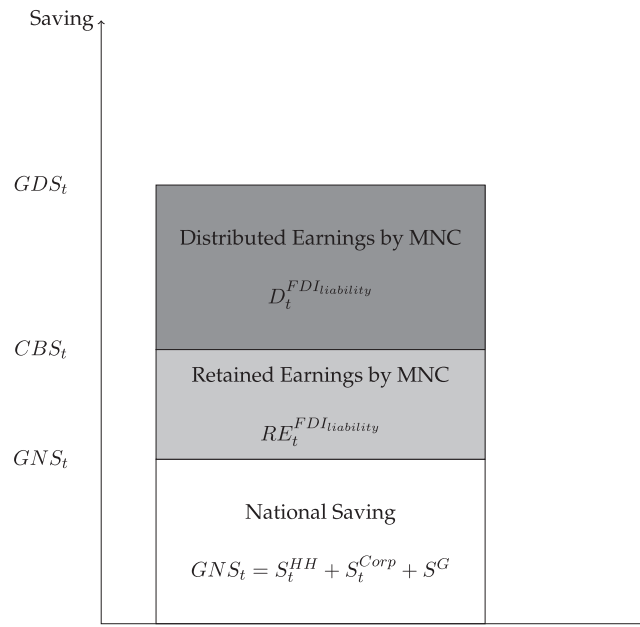 Saving
GDS_t
Distributed Earnings by MNC
D_t^{FDI_{liability}}
CBS_t
Retained Earnings by MNC
RE_t^{FDI_{liability}}
GNS_t
National Saving
GNS_t = S_t^{HH} + S_t^{Corp} + S^G